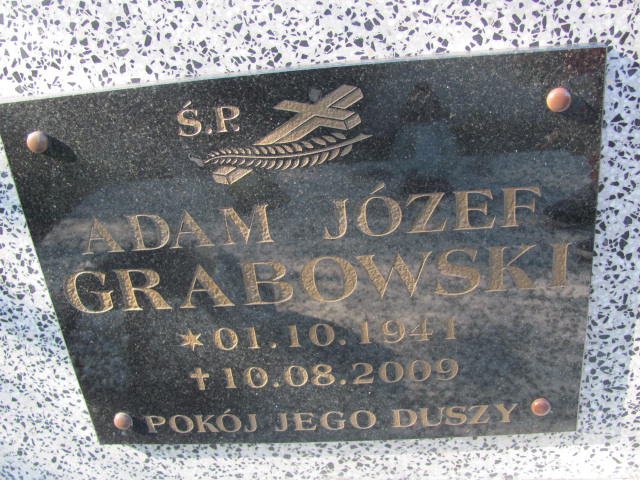 Ś.P.
ADAM JÓZEF
GRABOWSKI
*01.10.1941
✝10.08.2009
POKÓJ JEGO DUSZY